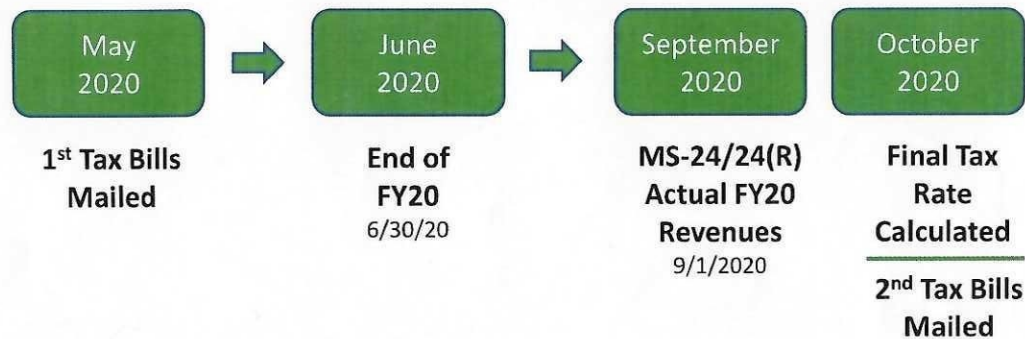 May
2020
1st Tax Bills
Mailed
June
2020
End of
FY20
6/30/20
September
2020
MS-24/24(R)
Actual FY20
Revenues
9/1/2020
October
2020
Final Tax
Rate
Calculated
2nd Tax Bills
Mailed